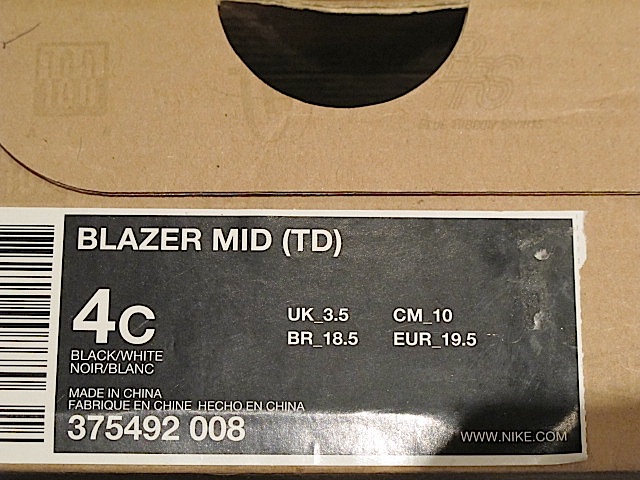 BLAZER MID (TD)
4C
UK_3.5 CM_10
BR_18.5 EUR_19.5
BLACK/WHITE
NOIR/BLANC
MADE IN CHINA
FABRIQUE EN CHINE HECHO EN CHINA
375492 008
WWW.NIKE.COM